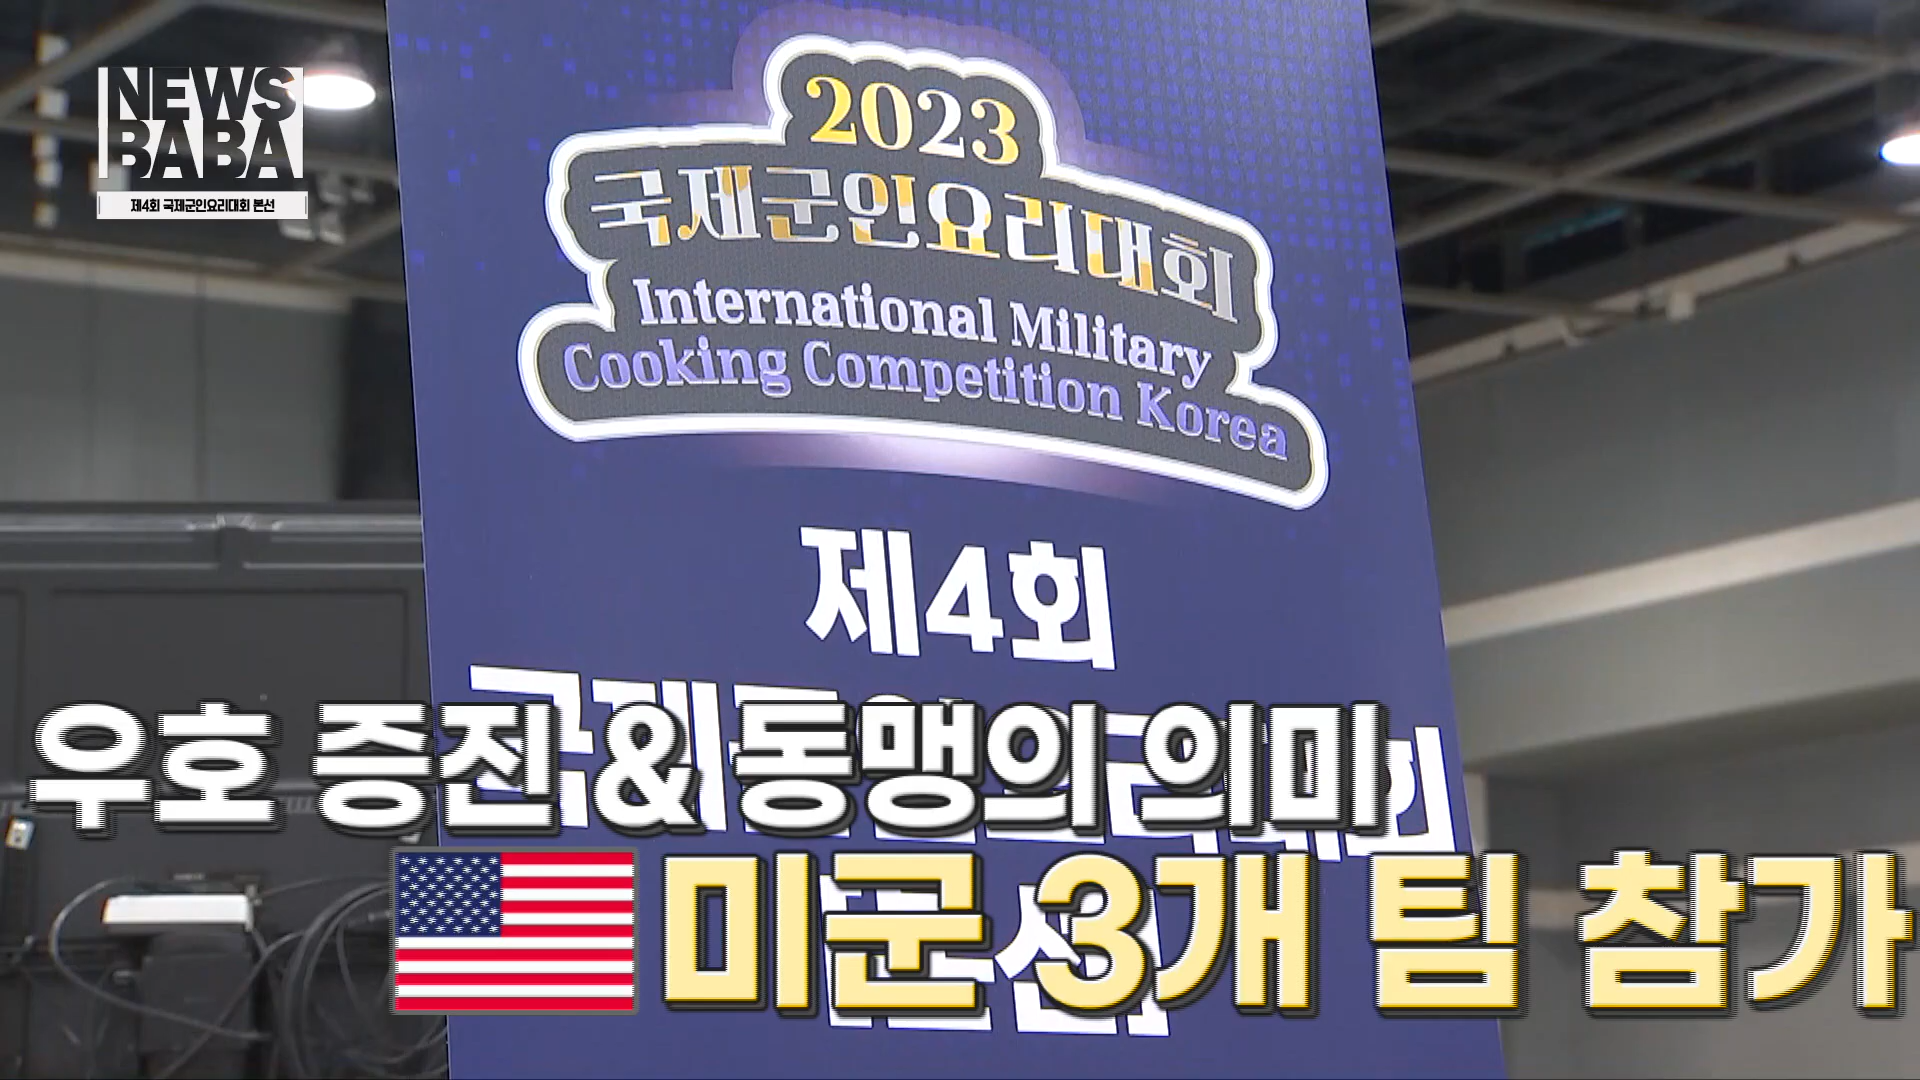 NEWS
BABA
제4회 국제군인요리대회 본선
2023
국제군인요리대회
International Military
Cooking Competition Korea
제4회
우호 증진 & 동맹의 의미
미군 3개 팀 참가